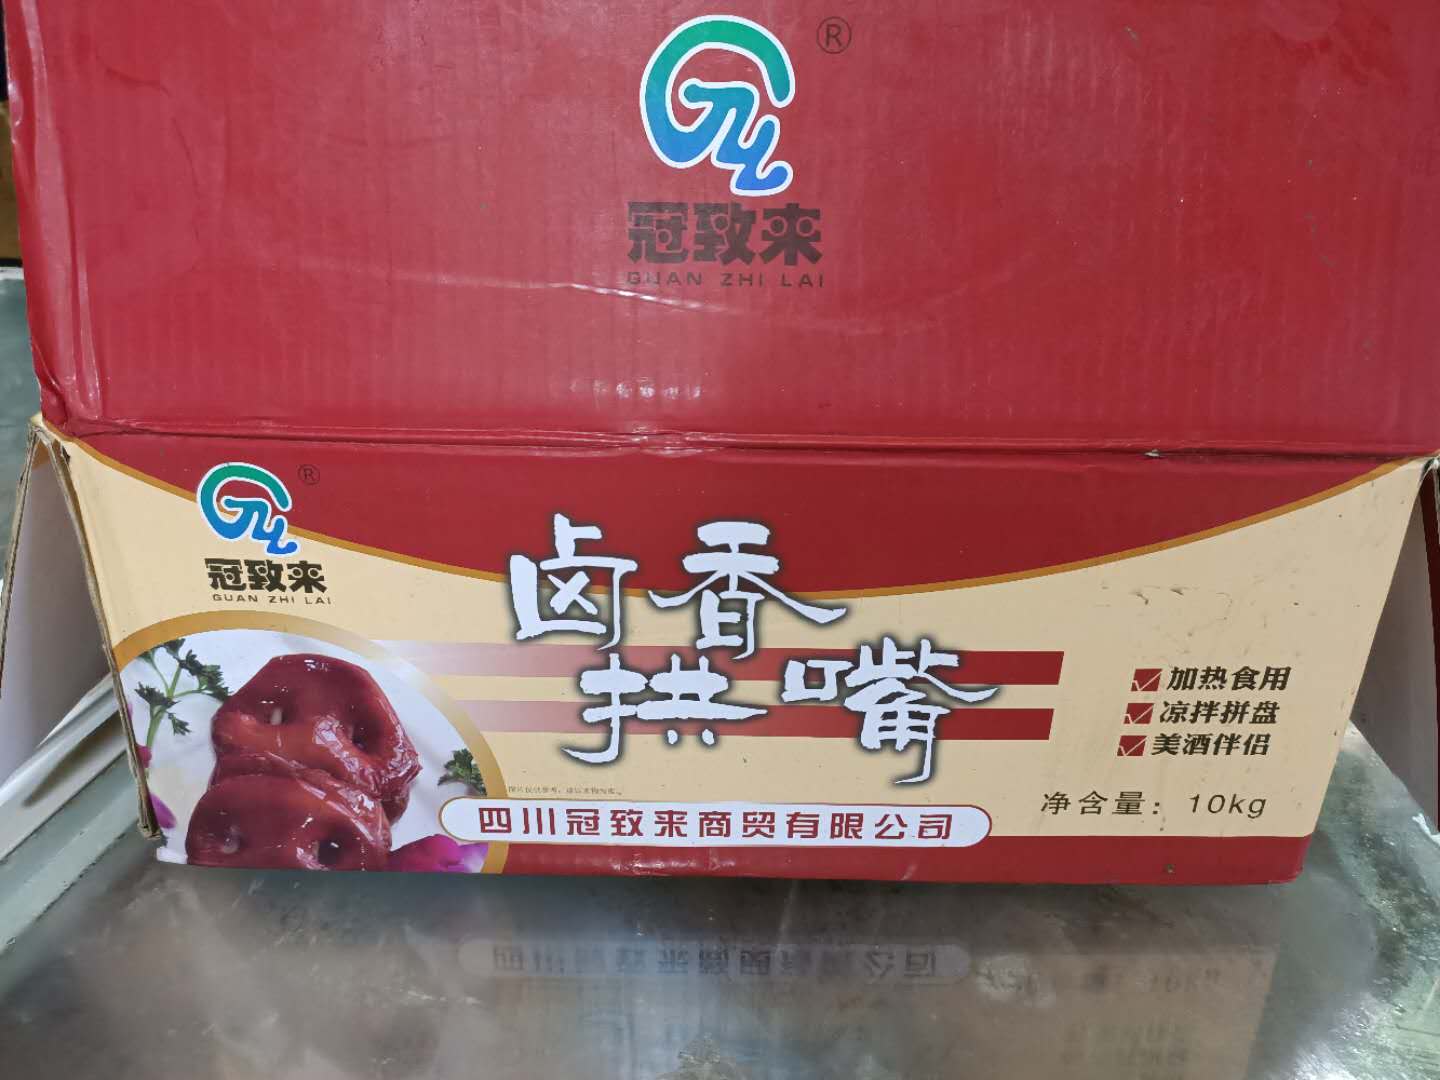 ®
冠致来
GUAN ZHI LAI
®
冠致来
GUAN ZHI LAI
卤香
拱嘴
加热食用
凉拌拼盘
美酒伴侣
净含量：10kg
四川冠致来商贸有限公司